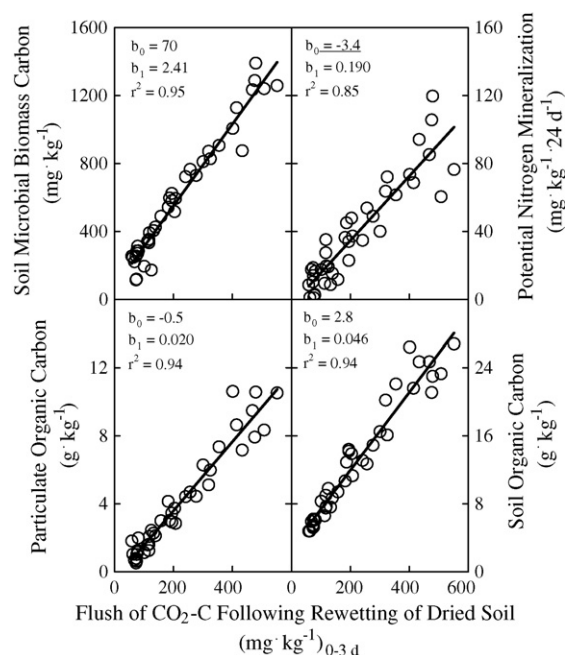 Soil Microbial Biomass Carbon
(mg· kg⁻¹)
1600
1200
800
400
0
b₀ = 70
b₁ = 2.41
r² = 0.95
b₀ = -3.4
b₁ = 0.190
r² = 0.85
160
120
80
40
0
Potential Nitrogen Mineralization
(mg· kg⁻¹· 24 d⁻¹)
Particulate Organic Carbon
(g· kg⁻¹)
12
8
4
0
b₀ = -0.5
b₁ = 0.020
r² = 0.94
b₀ = 2.8
b₁ = 0.046
r² = 0.94
24
16
8
0
Soil Organic Carbon
(g· kg⁻¹)
0 200 400 0 200 400 600
Flush of CO₂-C Following Rewetting of Dried Soil
(mg· kg⁻¹)₀₋₃ d